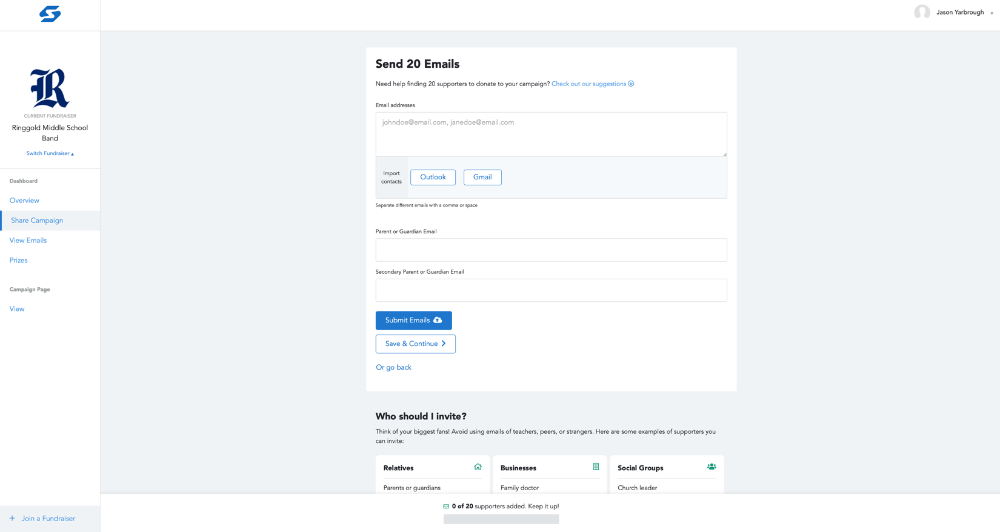 Jason Yarbrough
R
CURRENT FUNDRAISER
Ringgold Middle School
Band
Switch Fundraiser
Dashboard
Overview
Share Campaign
View Emails
Prizes
Campaign Page
View
+ Join a Fundraiser
Send 20 Emails
Need help finding 20 supporters to donate to your campaign? Check out our suggestions
Email addresses
johndoe@email.com, janedoe@email.com
Import
contacts
Outlook
Gmail
Separate different emails with a comma or space
Parent or Guardian Email
Secondary Parent or Guardian Email
Submit Emails
Save & Continue
Or go back
Who should I invite?
Think of your biggest fans! Avoid using emails of teachers, peers, or strangers. Here are some examples of supporters you
can invite:
Relatives
Parents or guardians
Businesses
Family doctor
Social Groups
Church leader
0 of 20 supporters added. Keep it up!